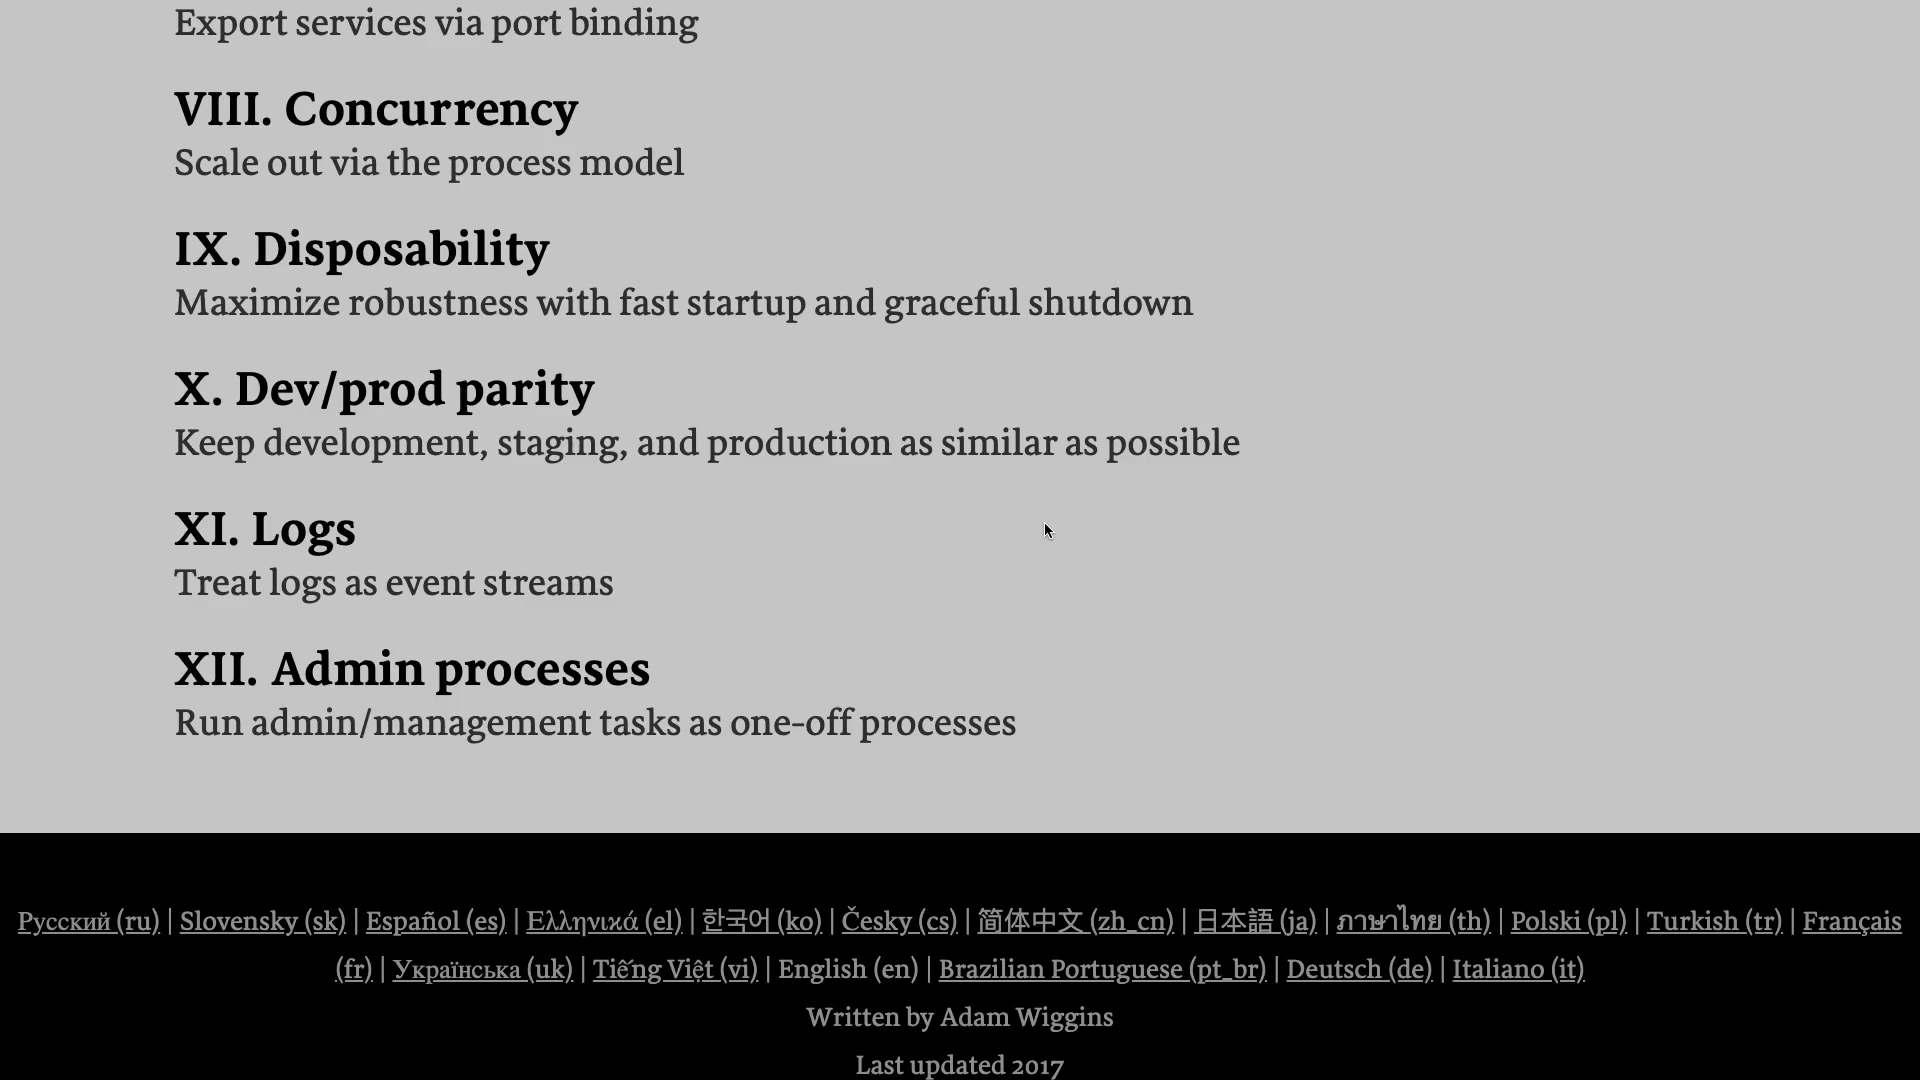 Export services via port binding
VIII. Concurrency
Scale out via the process model
IX. Disposability
Maximize robustness with fast startup and graceful shutdown
X. Dev/prod parity
Keep development, staging, and production as similar as possible
XI. Logs
Treat logs as event streams
XII. Admin processes
Run admin/management tasks as one-off processes
Русский (ru) | Slovensky (sk) | Español (es) | Ελληνικά (el) | 한국어 (ko) | Česky (cs) | 简体中文 (zh_cn) | 日本語 (ja) | ภาษาไทย (th) | Polski (pl) | Turkish (tr) | Français
(fr) | Українська (uk) | Tiếng Việt (vi) | English (en) | Brazilian Portuguese (pt_br) | Deutsch (de) | Italiano (it)
Written by Adam Wiggins
Last updated 2017